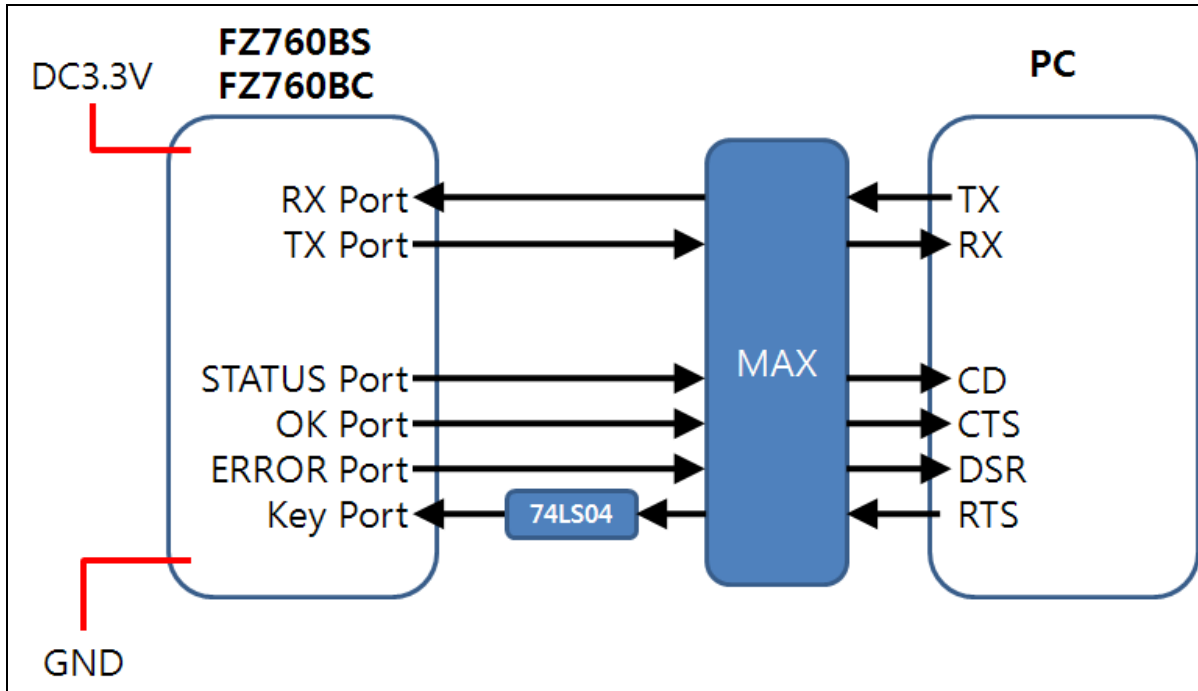 FZ760BS
FZ760BC
DC3.3V
PC
RX Port
TX
TX Port
RX
MAX
STATUS Port
CD
OK Port
CTS
ERROR Port
DSR
Key Port
74LS04
RTS
GND